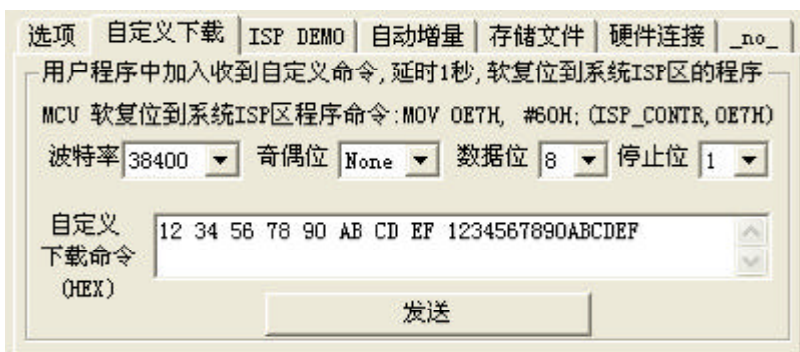 选项 自定义下载 ISP DEMO 自动增量 存储文件 硬件连接 _no_
用户程序中加入收到自定义命令,延时1秒,软复位到系统ISP区的程序
MCU 软复位到系统ISP区程序命令:MOV 0E7H, #60H; (ISP_CONTR,0E7H)
波特率 38400 奇偶位 None 数据位 8 停止位 1
自定义
下载命令
(HEX)
12 34 56 78 90 AB CD EF 1234567890ABCDEF
发送